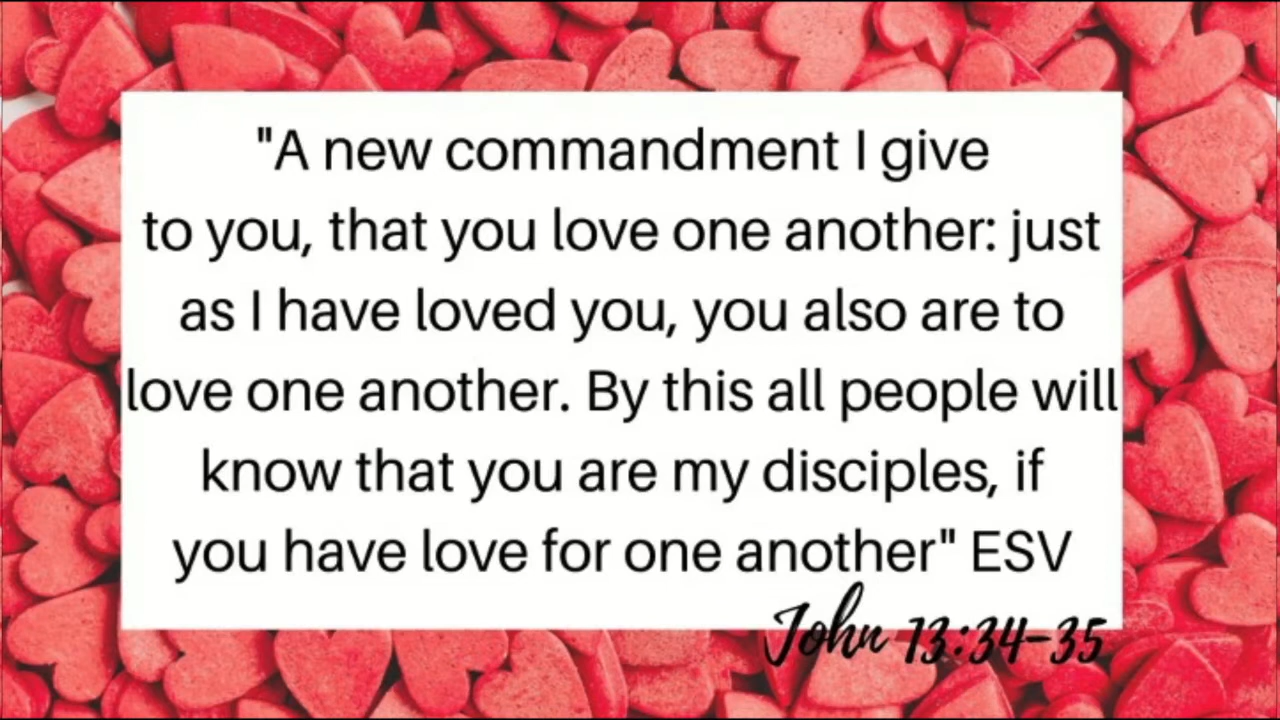 "A new commandment I give
to you, that you love one another: just
as I have loved you, you also are to
love one another. By this all people will
know that you are my disciples, if
you have love for one another" ESV
John 13:34-35